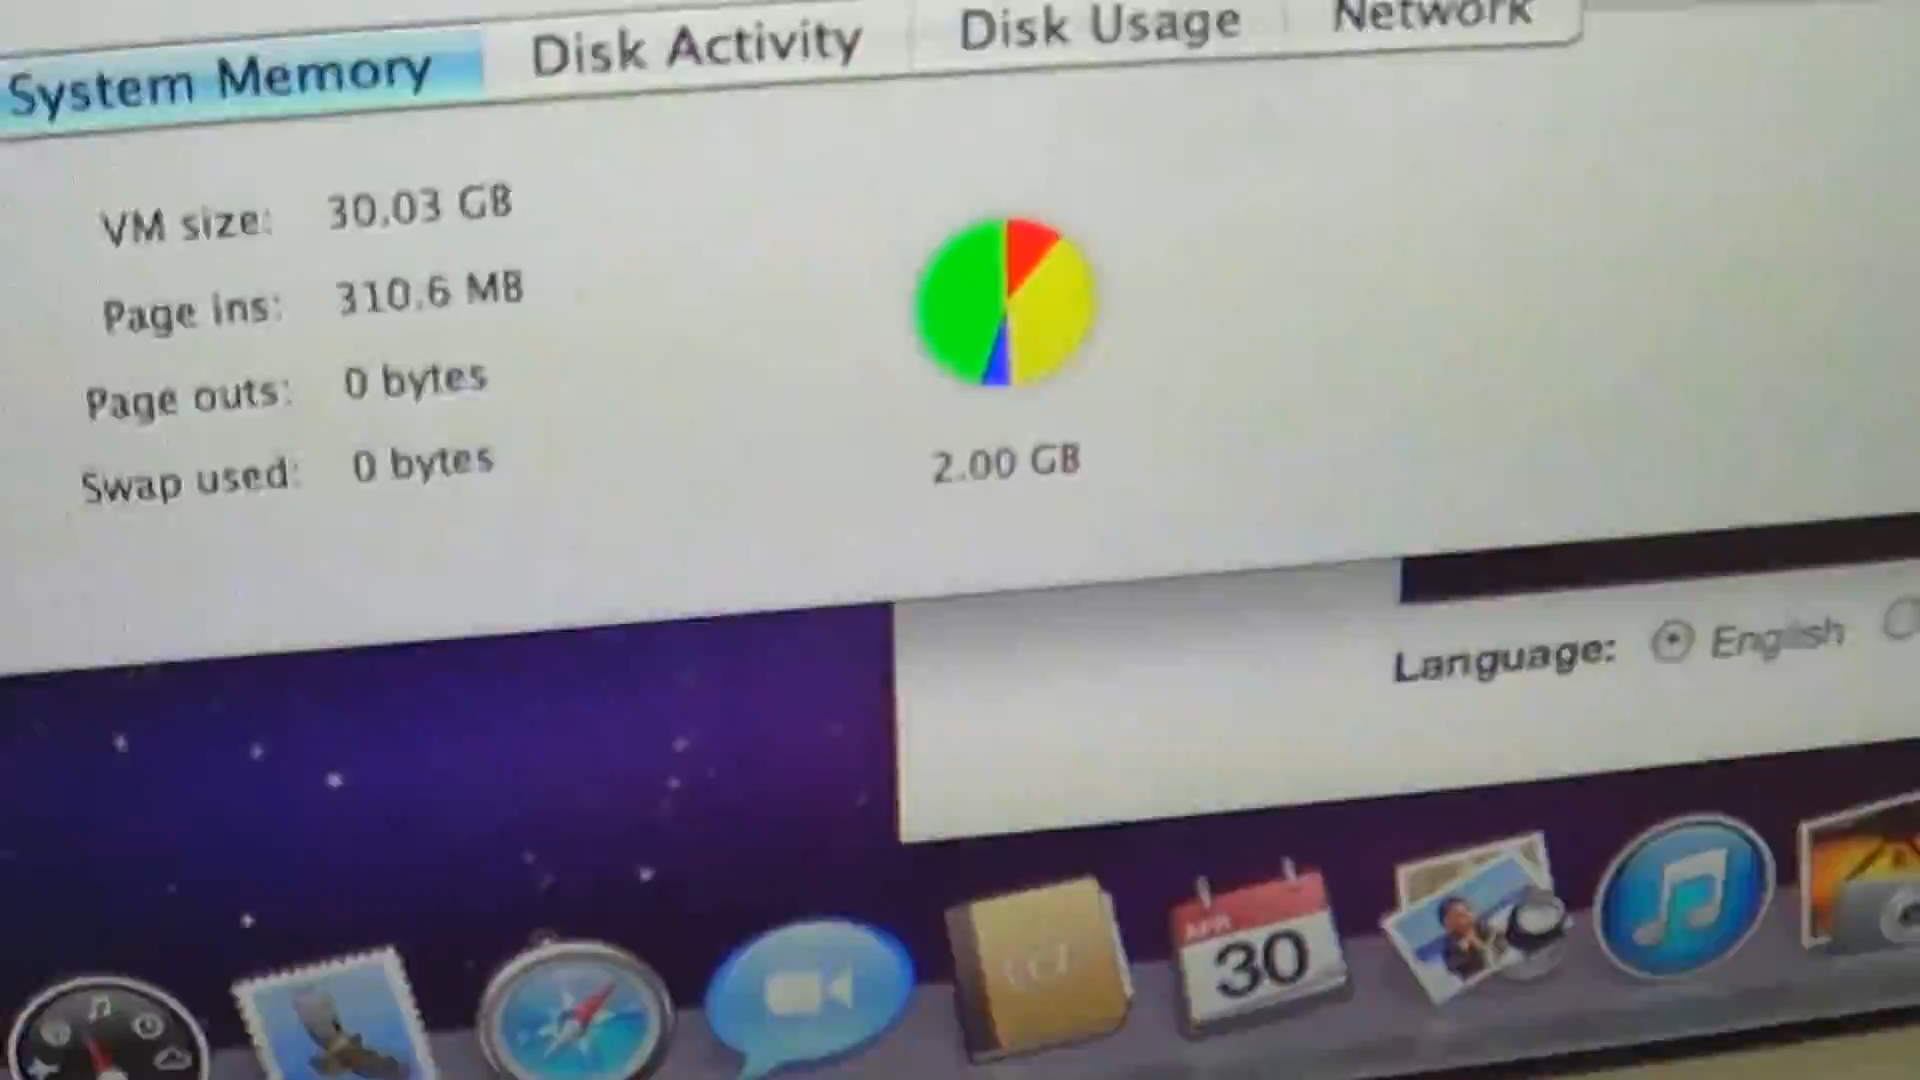 System Memory Disk Activity Disk Usage Network
VM size: 30.03 GB
Page ins: 310.6 MB
Page outs: 0 bytes
Swap used: 0 bytes
2.00 GB
Language: English
APR
30